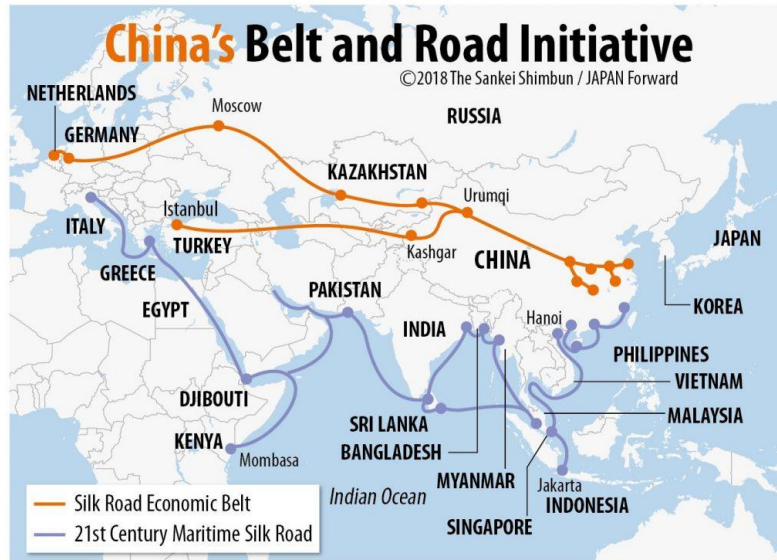 China's Belt and Road Initiative
©2018 The Sankei Shimbun / JAPAN Forward
NETHERLANDS
GERMANY
Moscow
RUSSIA
KAZAKHSTAN
Urumqi
ITALY
Istanbul
TURKEY
Kashgar
CHINA
JAPAN
GREECE
EGYPT
PAKISTAN
INDIA
Hanoi
KOREA
PHILIPPINES
VIETNAM
DJIBOUTI
SRI LANKA
MALAYSIA
KENYA
Mombasa
BANGLADESH
MYANMAR
Jakarta
INDONESIA
Indian Ocean
SINGAPORE
Silk Road Economic Belt
21st Century Maritime Silk Road